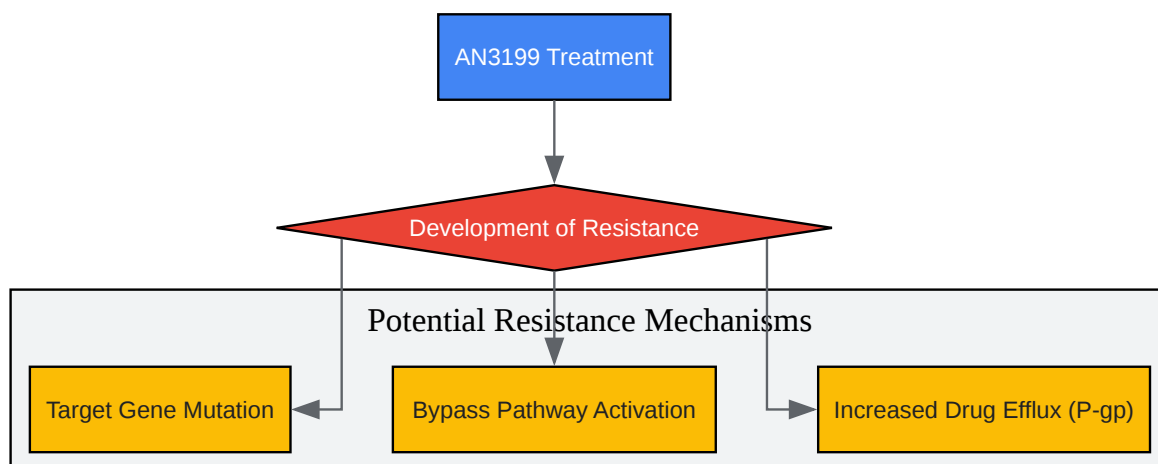 AN3199 Treatment
Development of Resistance
Potential Resistance Mechanisms
Target Gene Mutation
Bypass Pathway Activation
Increased Drug Efflux (P-gp)